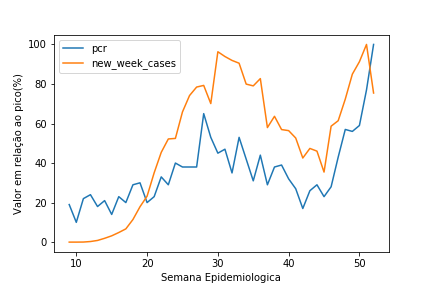 pcr
new_week_cases
Valor em relação ao pico(%)
100
80
60
40
20
0
10
20
30
40
50
Semana Epidemiologica